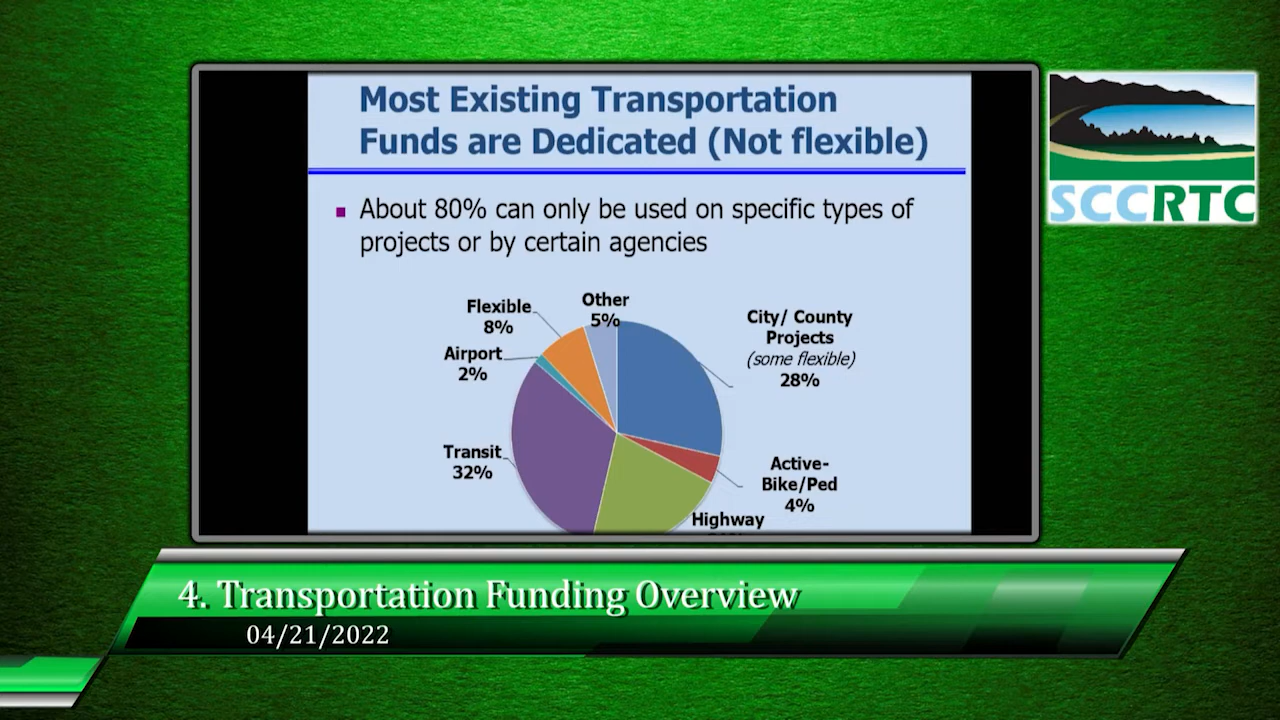 Most Existing Transportation
Funds are Dedicated (Not flexible)
SCCRTC
About 80% can only be used on specific types of
projects or by certain agencies
Flexible
8%
Other
5%
City/ County
Projects
(some flexible)
28%
Airport
2%
Transit
32%
Active-
Bike/Ped
4%
Highway
4. Transportation Funding Overview
04/21/2022